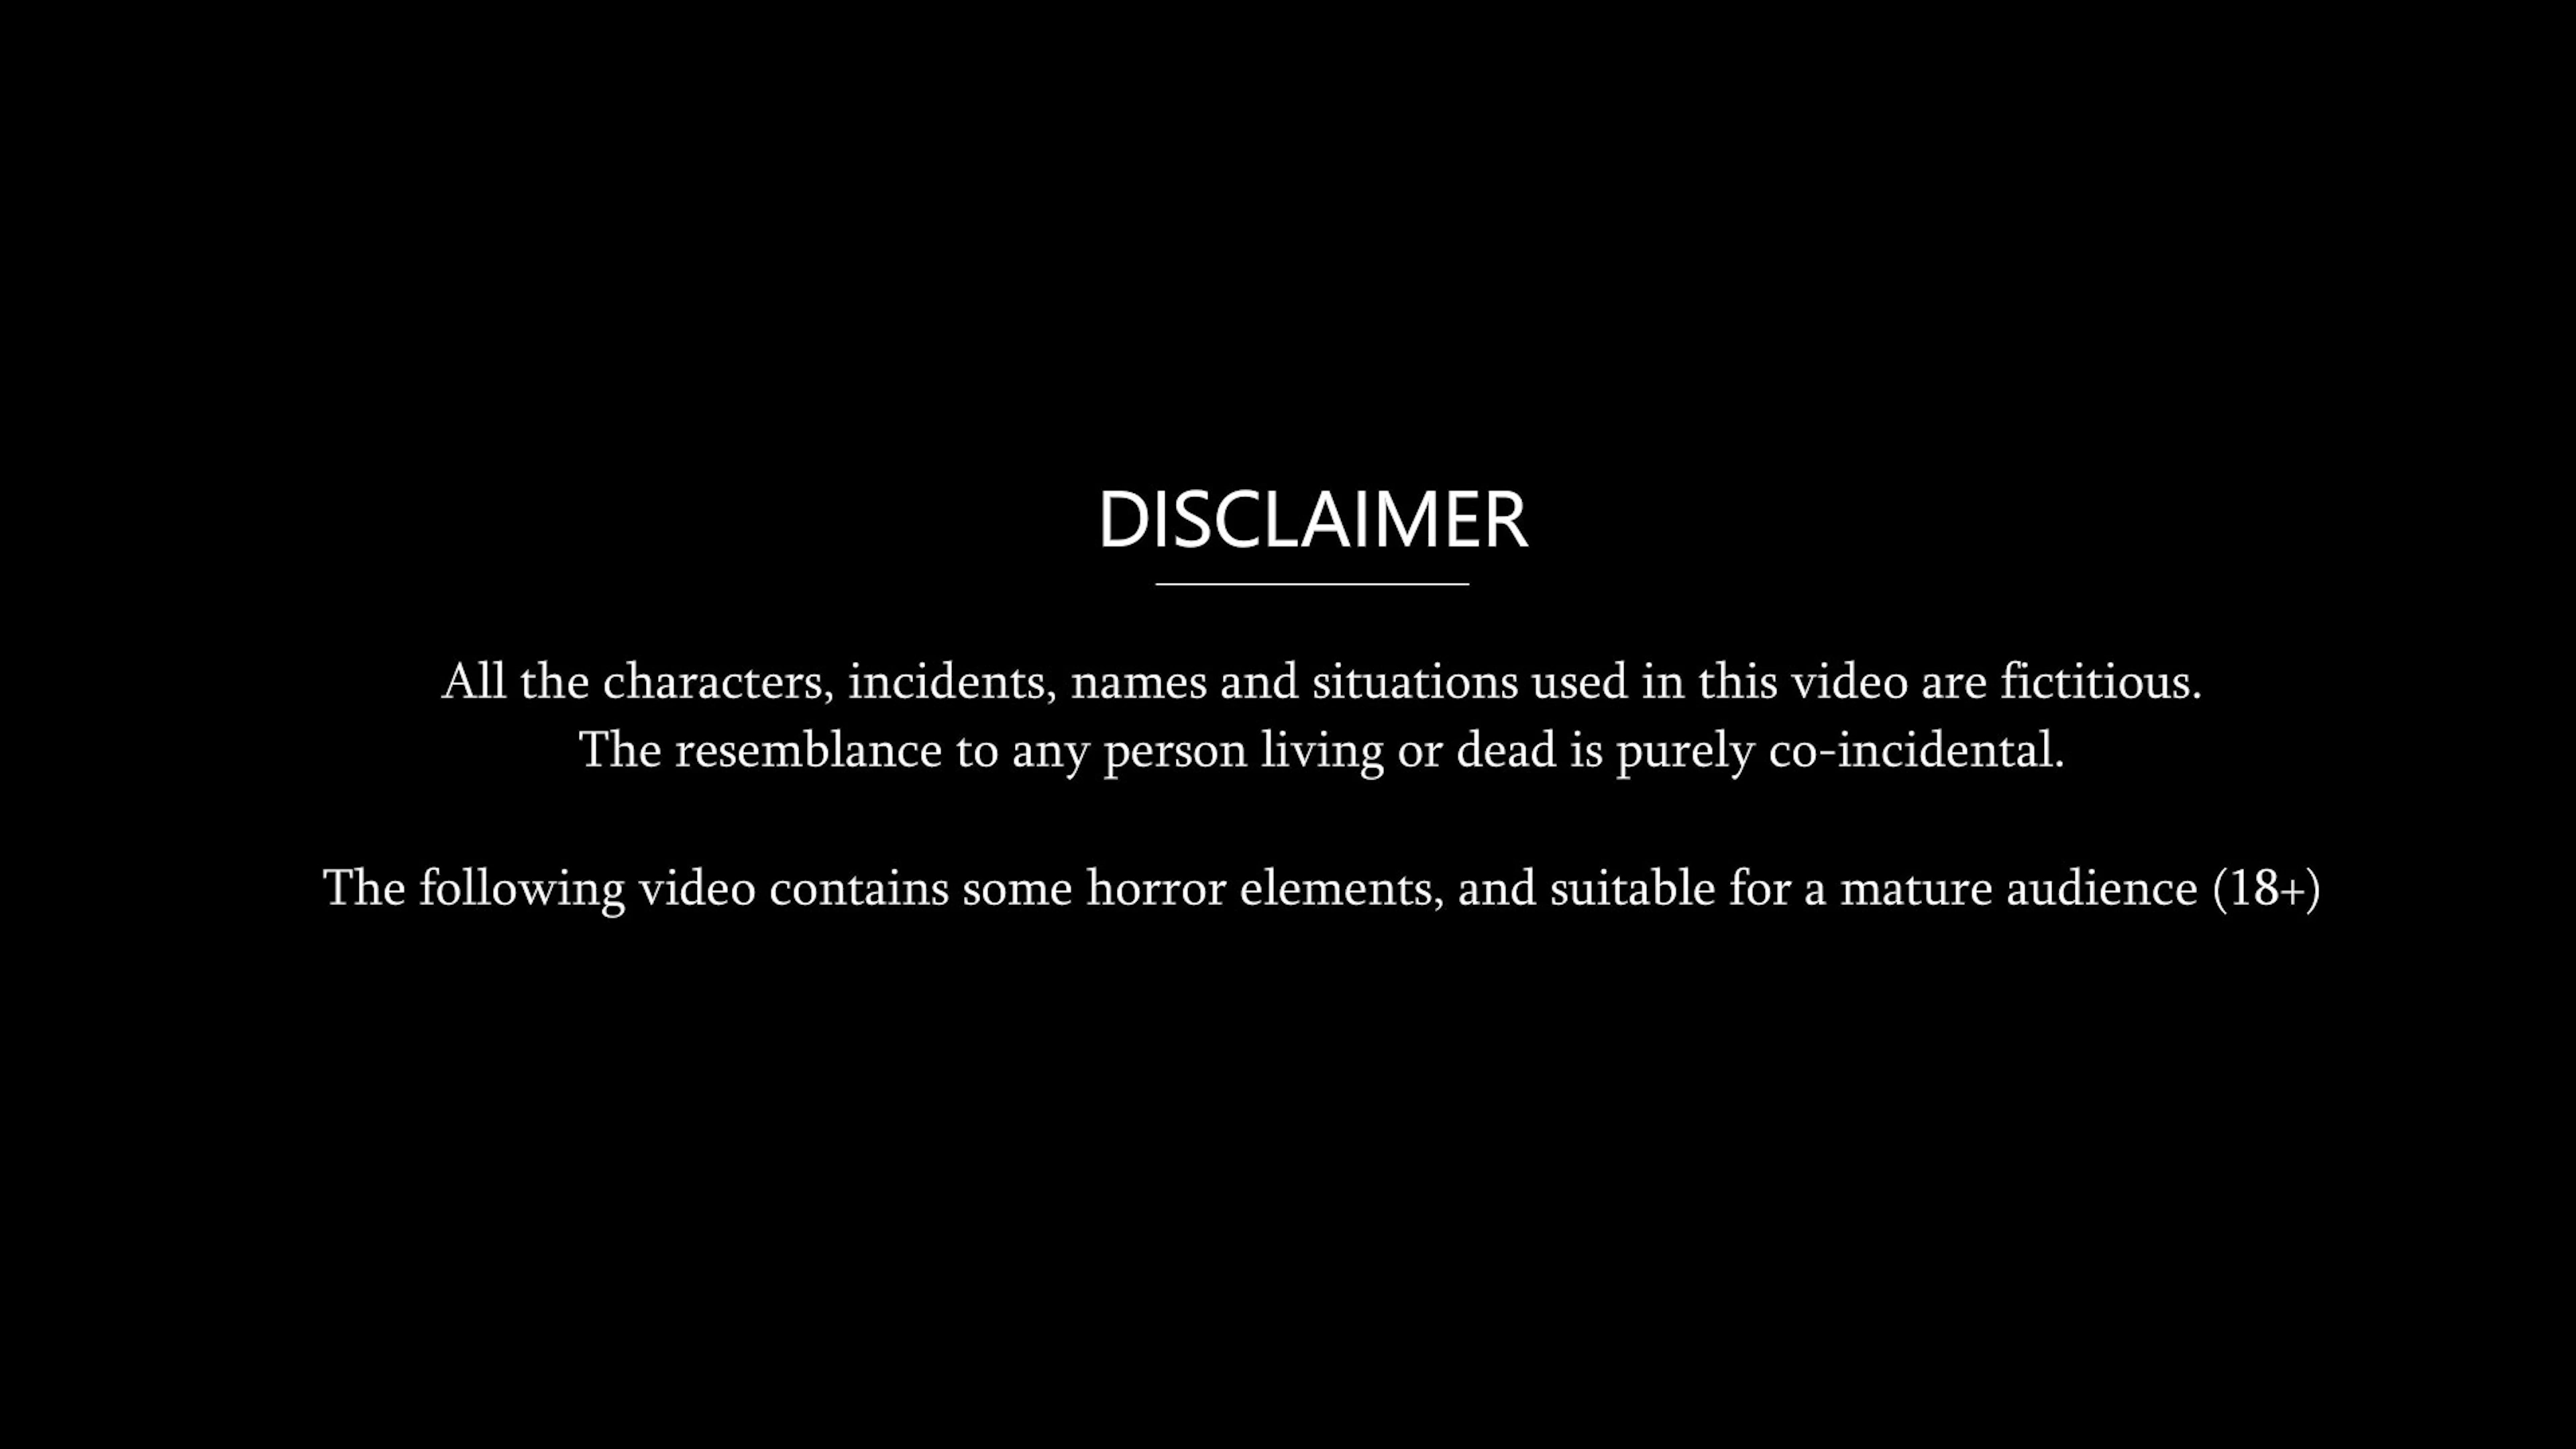 DISCLAIMER
All the characters, incidents, names and situations used in this video are fictitious.
The resemblance to any person living or dead is purely co-incidental.
The following video contains some horror elements, and suitable for a mature audience (18+)